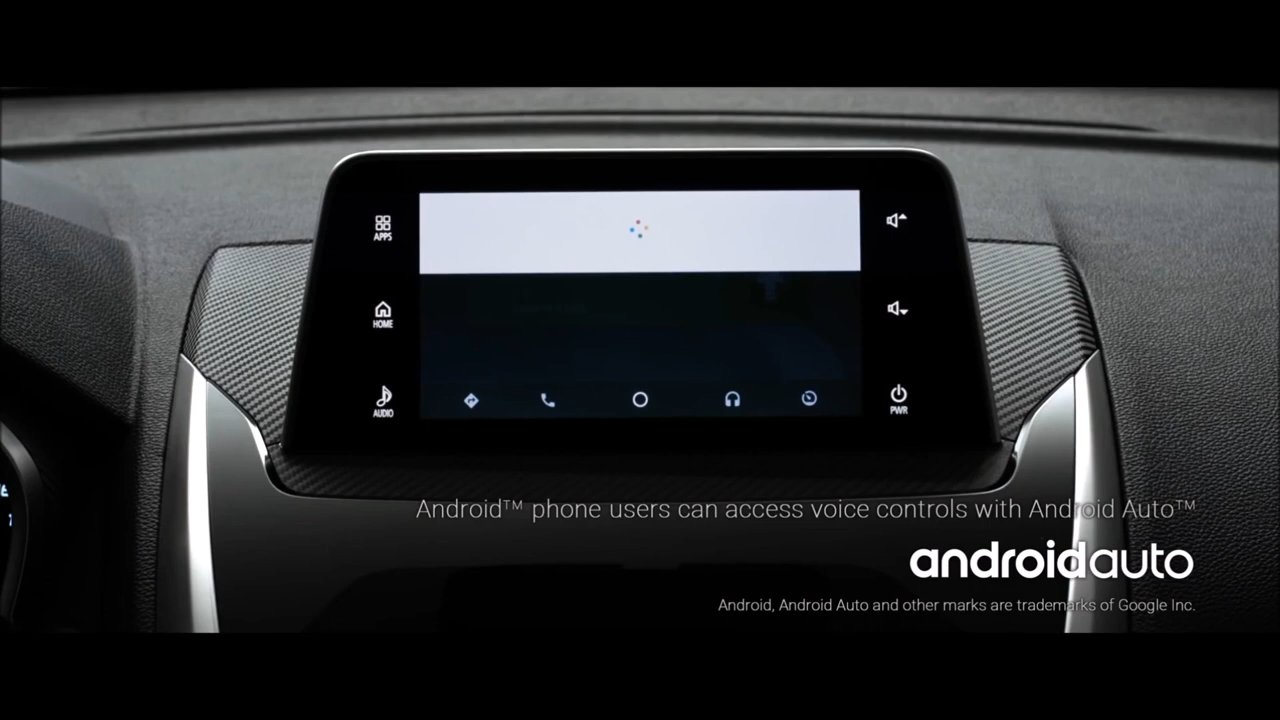 APPS
HOME
AUDIO
PWR
Android™ phone users can access voice controls with Android Auto™
androidauto
Android, Android Auto and other marks are trademarks of Google Inc.